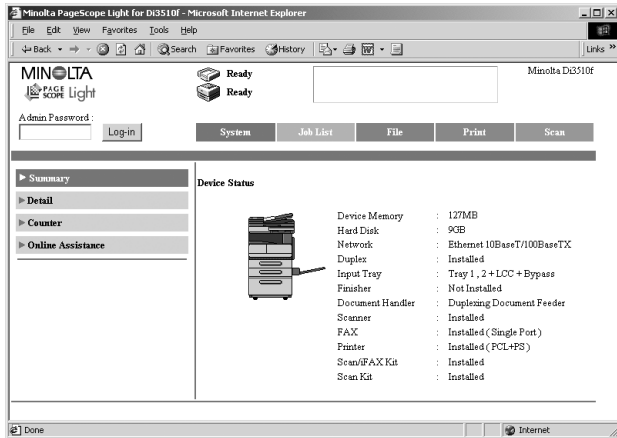 Minolta PageScope Light for Di3510f - Microsoft Internet Explorer
File Edit View Favorites Tools Help
Back Search Favorites History Links »
MINOLTA
PAGE SCOPE Light
Ready
Ready
Minolta Di3510f
Admin Password :
Log-in
System Job List File Print Scan
Summary
Detail
Counter
Online Assistance
Device Status
Device Memory : 127MB
Hard Disk : 9GB
Network : Ethernet 10BaseT/100BaseTX
Duplex : Installed
Input Tray : Tray 1 , 2 + LCC + Bypass
Finisher : Not Installed
Document Handler : Duplexing Document Feeder
Scanner : Installed
FAX : Installed ( Single Port )
Printer : Installed ( PCL+PS )
Scan/iFAX Kit : Installed
Scan Kit : Installed
Done Internet